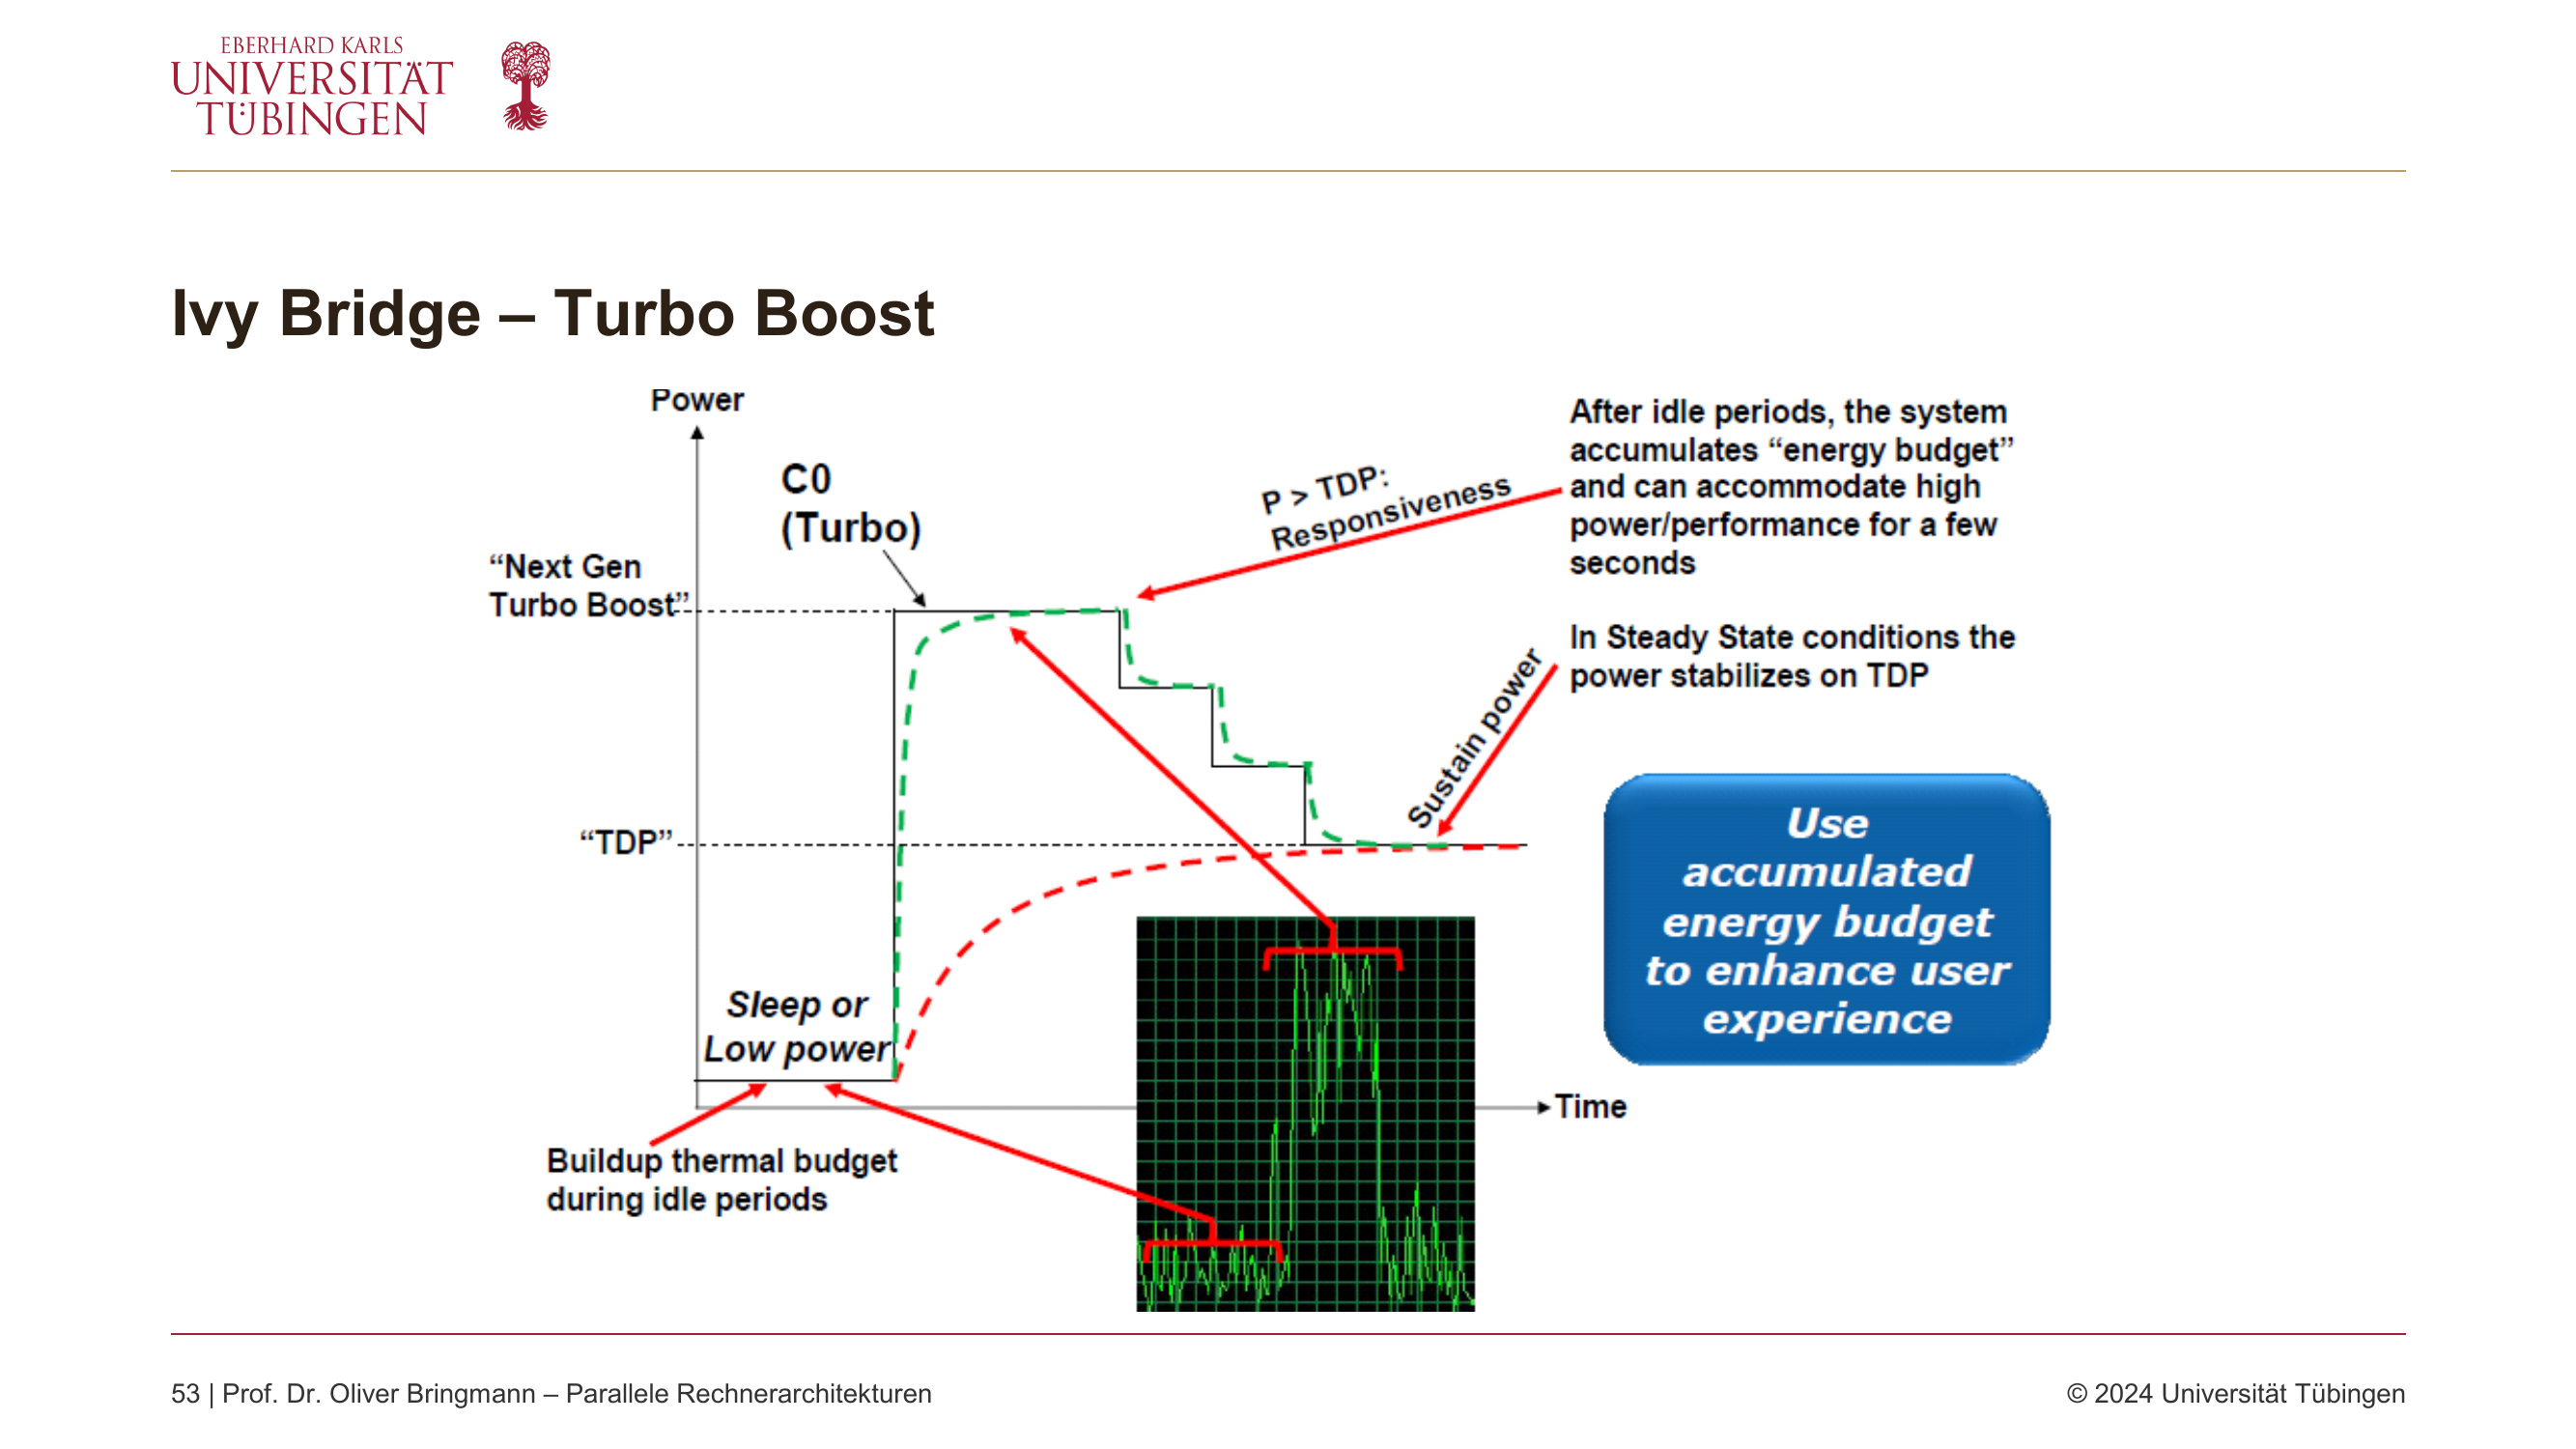 EBERHARD KARLS
UNIVERSITÄT
TÜBINGEN
Ivy Bridge – Turbo Boost
Power
C0
(Turbo)
“Next Gen
Turbo Boost”
“TDP”
Sleep or
Low power
Buildup thermal budget
during idle periods
P > TDP:
Responsiveness
After idle periods, the system
accumulates “energy budget”
and can accommodate high
power/performance for a few
seconds
In Steady State conditions the
power stabilizes on TDP
Sustain power
Use
accumulated
energy budget
to enhance user
experience
Time
53 | Prof. Dr. Oliver Bringmann – Parallele Rechnerarchitekturen
© 2024 Universität Tübingen